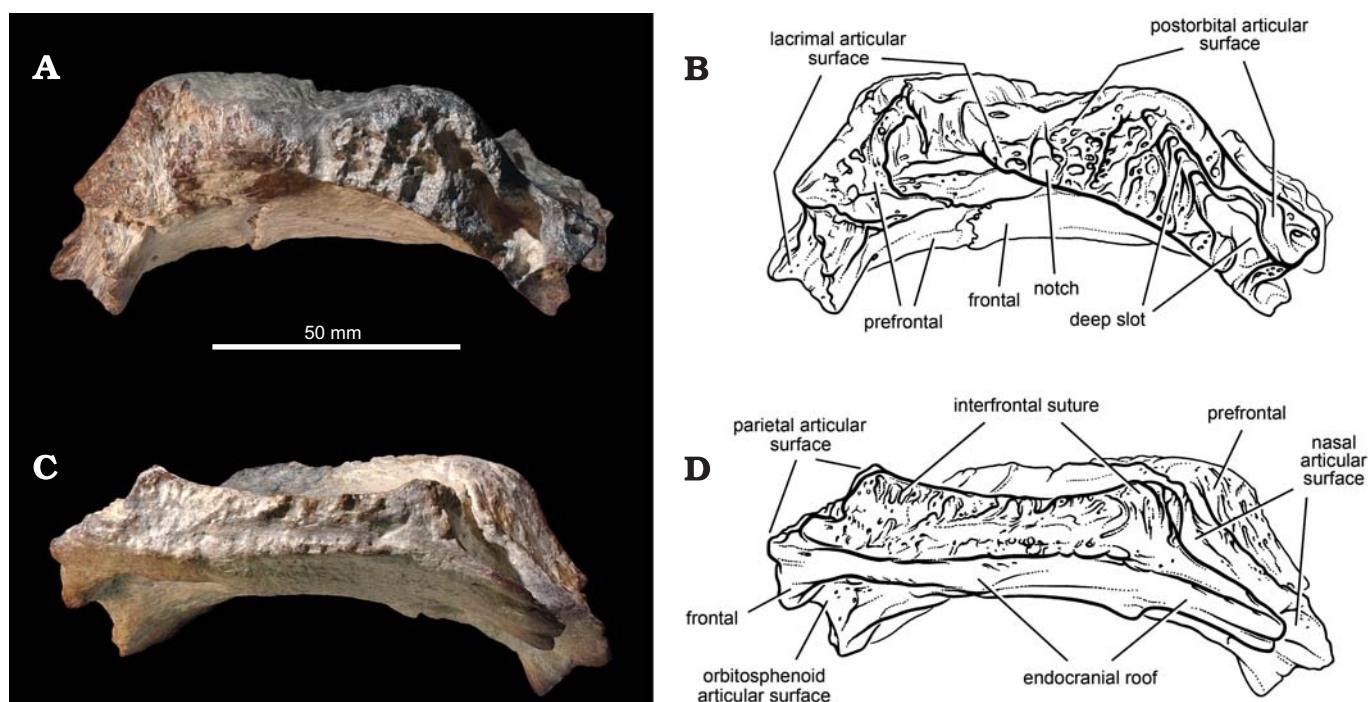 A
50 mm
B
lacrimal articular
surface
postorbital articular
surface
prefrontal
frontal
notch
deep slot
C
D
parietal articular
surface
interfrontal suture
prefrontal
nasal
articular
surface
frontal
orbitosphenoid
articular surface
endocranial roof